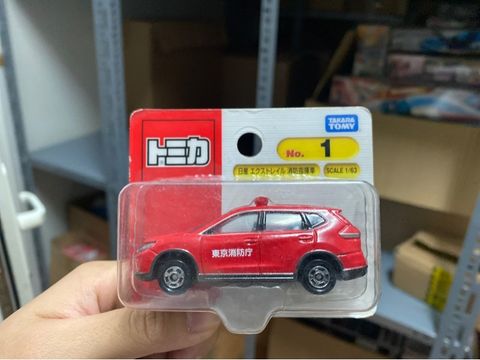 TAKARA
TOMY
トミカ
No. 1
日産 エクストレイル 消防指揮車
SCALE 1/63
東京消防庁